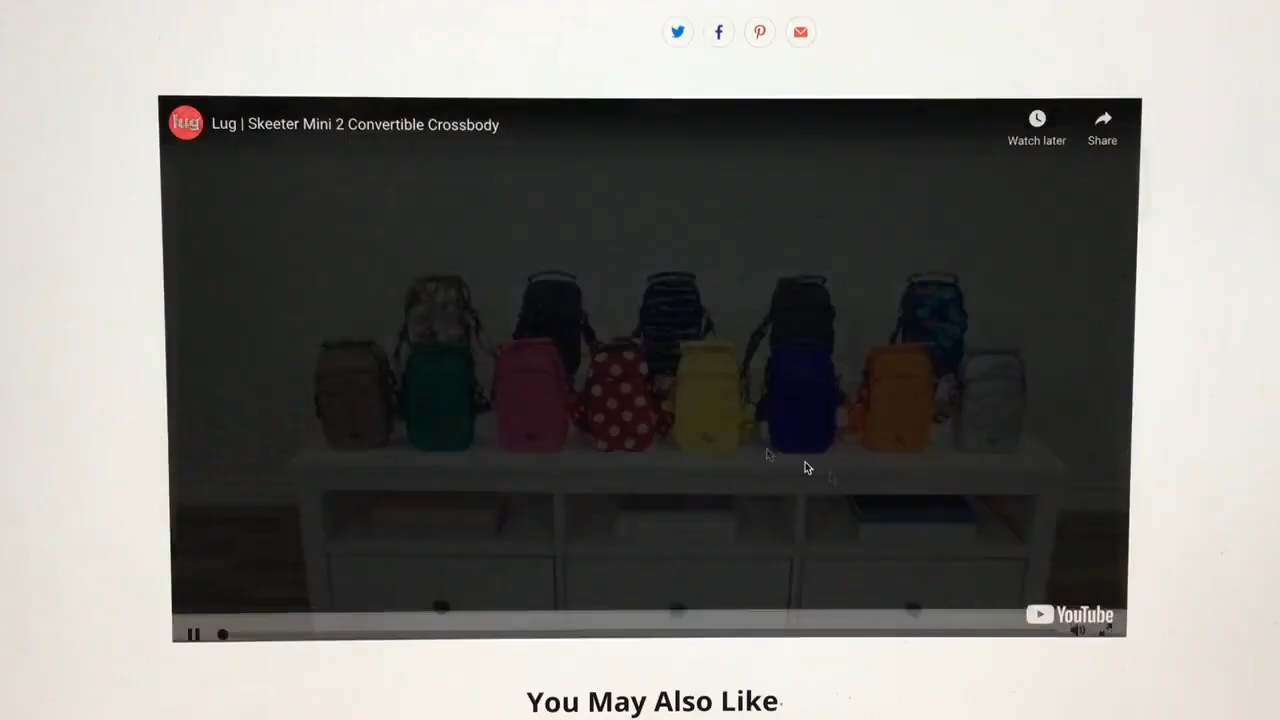 lug
Lug | Skeeter Mini 2 Convertible Crossbody
Watch later
Share
YouTube
You May Also Like